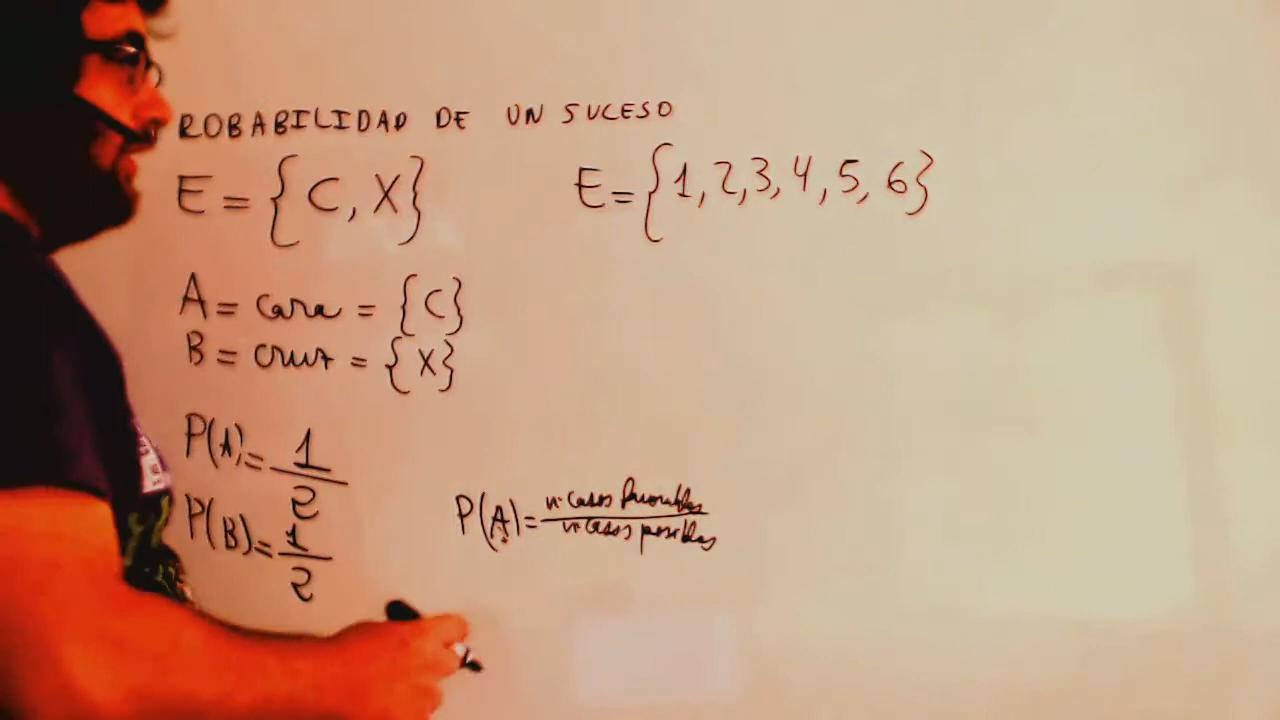 ROBABILIDAD DE UN SUCESO
E = {C, X}
E = {1, 2, 3, 4, 5, 6}
A = cara = {C}
B = cruz = {X}
P(A) = 1/2
P(B) = 1/2
P(A) = n. casos favorables / n. casos posibles